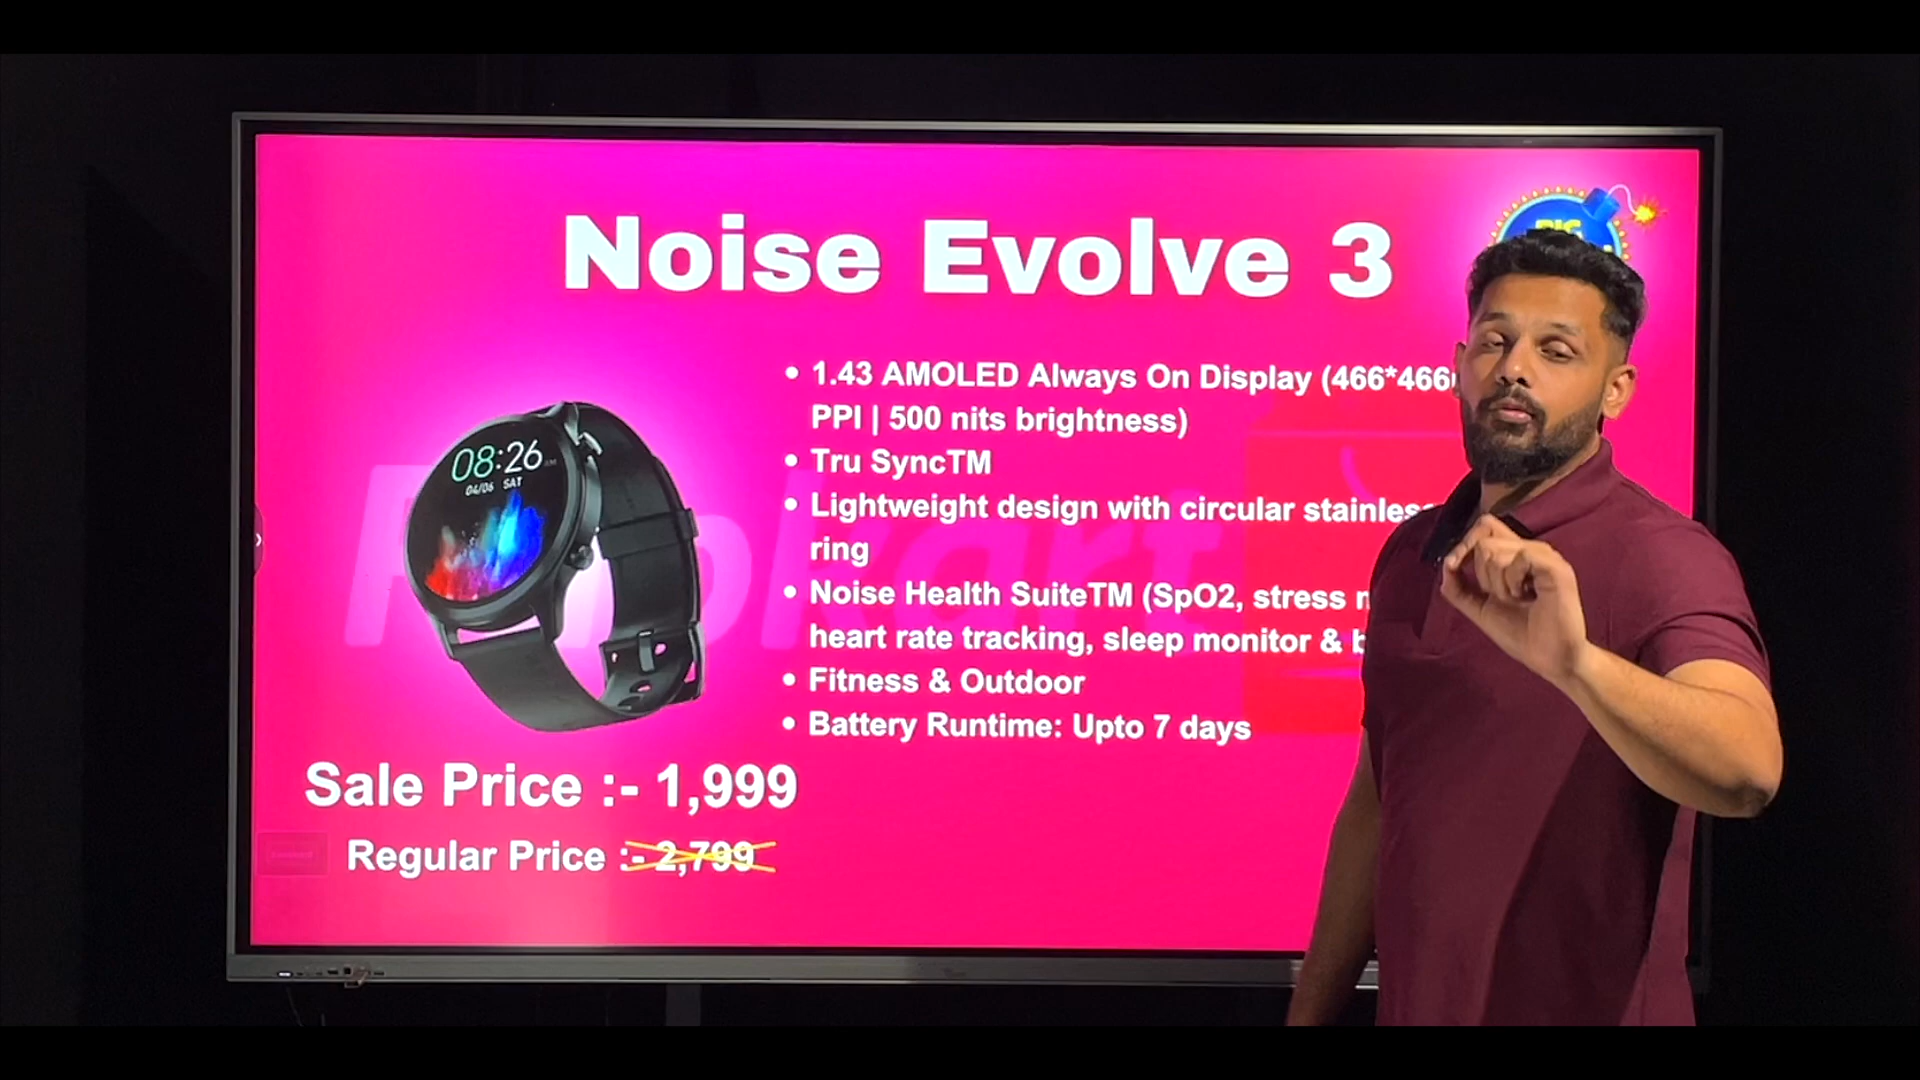 BIG
Noise Evolve 3
• 1.43 AMOLED Always On Display (466*466
PPI | 500 nits brightness)
• Tru SyncTM
• Lightweight design with circular stainless
ring
• Noise Health SuiteTM (SpO2, stress
heart rate tracking, sleep monitor &
• Fitness & Outdoor
• Battery Runtime: Upto 7 days
08:26
04/06 SAT
Sale Price :- 1,999
Regular Price :- 2,799